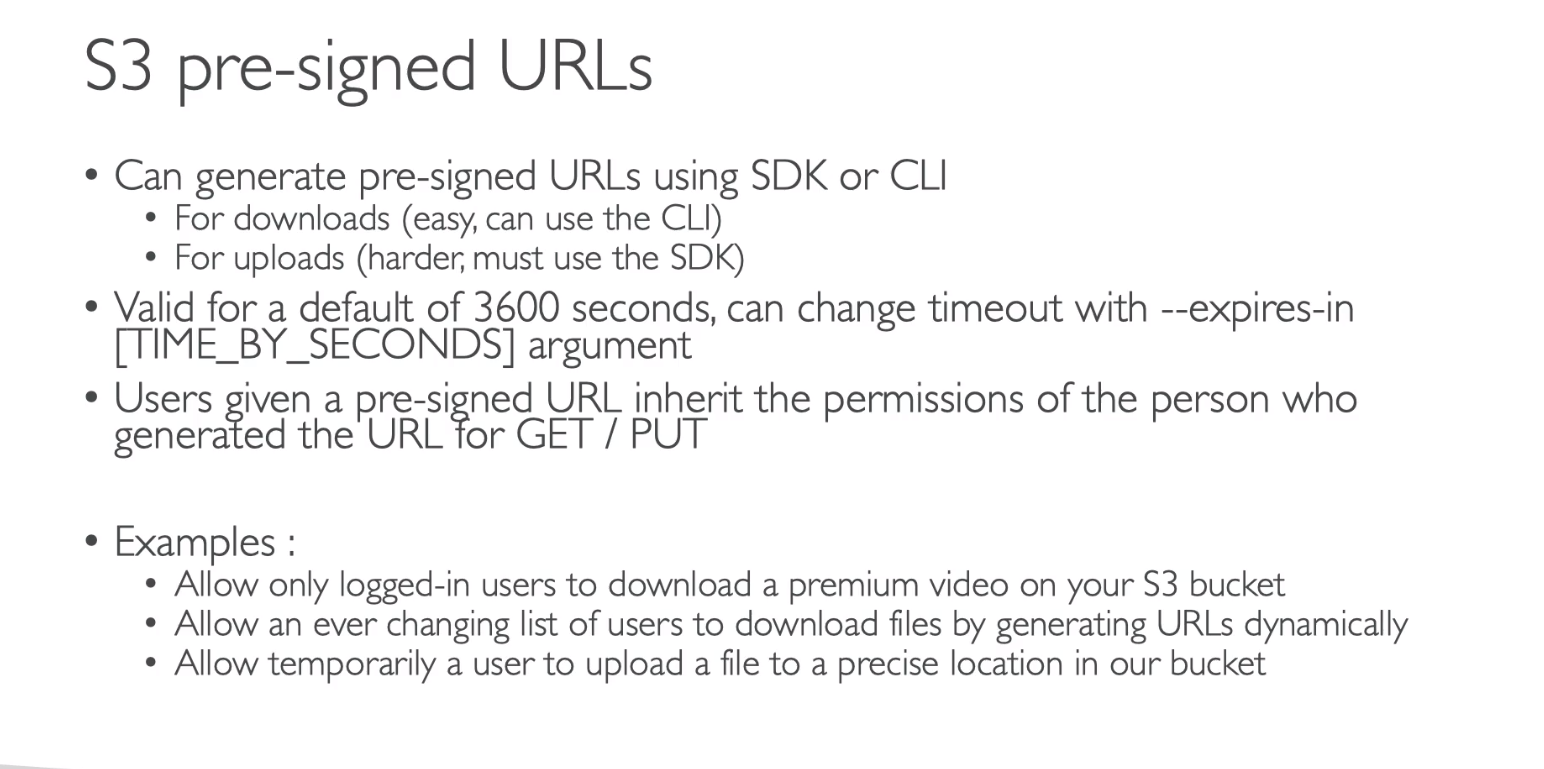 S3 pre-signed URLs
• Can generate pre-signed URLs using SDK or CLI
• For downloads (easy, can use the CLI)
• For uploads (harder, must use the SDK)
• Valid for a default of 3600 seconds, can change timeout with --expires-in
[TIME_BY_SECONDS] argument
• Users given a pre-signed URL inherit the permissions of the person who
generated the URL for GET / PUT
• Examples :
• Allow only logged-in users to download a premium video on your S3 bucket
• Allow an ever changing list of users to download files by generating URLs dynamically
• Allow temporarily a user to upload a file to a precise location in our bucket